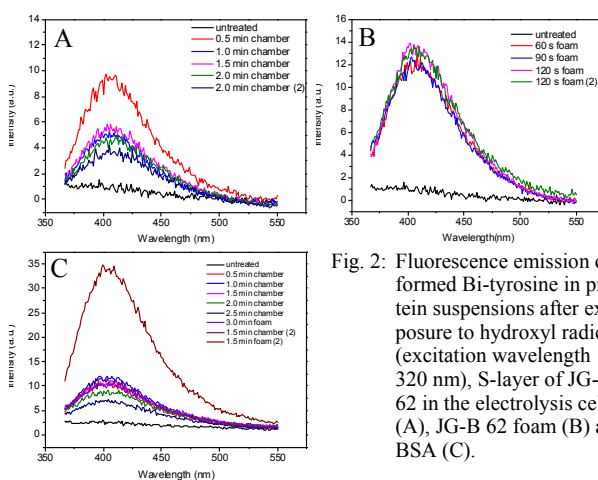 A
untreated
0.5 min chamber
1.0 min chamber
1.5 min chamber
2.0 min chamber
2.0 min chamber (2)
14
12
10
8
6
4
2
0
Intensity (a. u.)
350 400 450 500 550
Wavelength (nm)
B
untreated
60 s foam
90 s foam
120 s foam
120 s foam (2)
16
14
12
10
8
6
4
2
0
Intensity (a. u.)
350 400 450 500 550
Wavelength(nm)
C
untreated
0.5 min chamber
1.0 min chamber
1.5 min chamber
2.0 min chamber
2.5 min chamber
3.0 min foam
1.5 min chamber (2)
1.5 min foam (2)
35
30
25
20
15
10
5
0
Intensity (a. u.)
350 400 450 500 550
Wavelength (nm)
Fig. 2: Fluorescence emission
formed Bi-tyrosine in
tein suspensions after
posure to hydroxyl
(excitation wavelength
320 nm), S-layer of JG-
62 in the electrolysis
(A), JG-B 62 foam (B)
BSA (C).